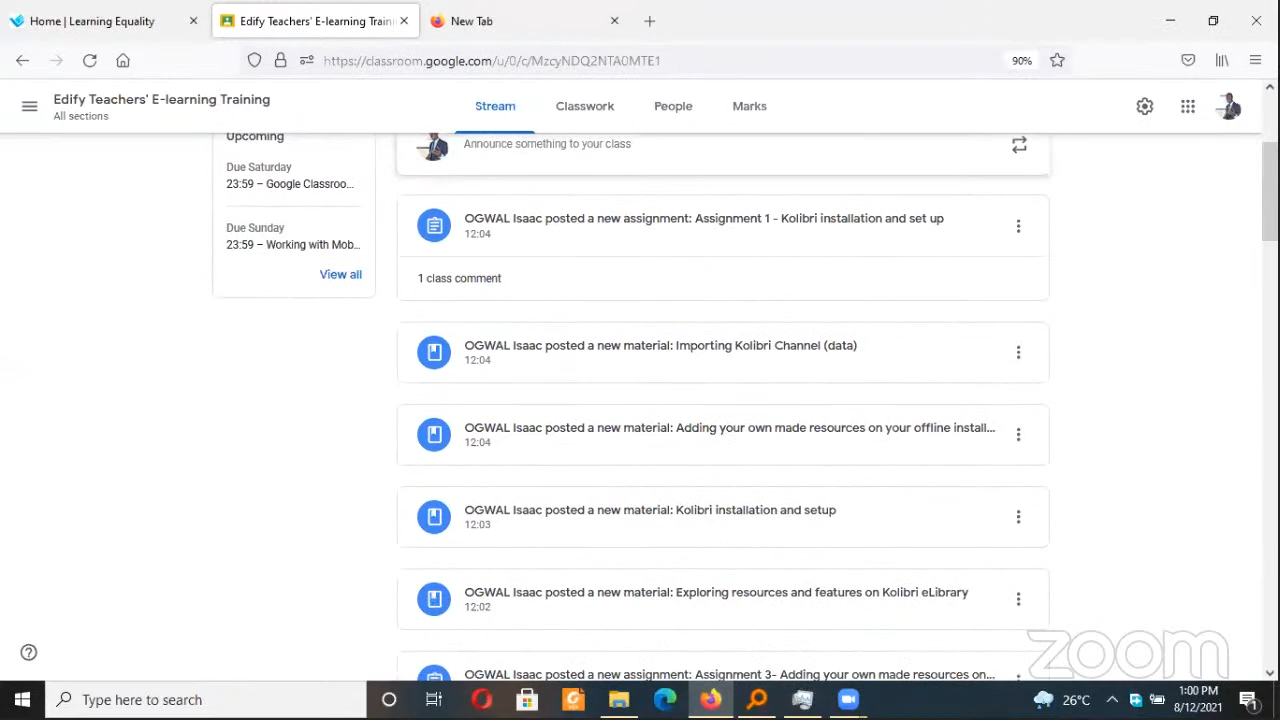 Home | Learning Equality
Edify Teachers' E-learning Trainin
New Tab
https://classroom.google.com/u/0/c/MzcyNDQ2NTA0MTE1
90%
Edify Teachers' E-learning Training
All sections
Stream
Classwork
People
Marks
Upcoming
Due Saturday
23:59 – Google Classroo...
Due Sunday
23:59 – Working with Mob...
View all
Announce something to your class
OGWAL Isaac posted a new assignment: Assignment 1 - Kolibri installation and set up
12:04
1 class comment
OGWAL Isaac posted a new material: Importing Kolibri Channel (data)
12:04
OGWAL Isaac posted a new material: Adding your own made resources on your offline install...
12:04
OGWAL Isaac posted a new material: Kolibri installation and setup
12:03
OGWAL Isaac posted a new material: Exploring resources and features on Kolibri eLibrary
12:02
OGWAL Isaac posted a new assignment: Assignment 3- Adding your own made resources on...
zoom
Type here to search
26°C
1:00 PM
8/12/2021
1